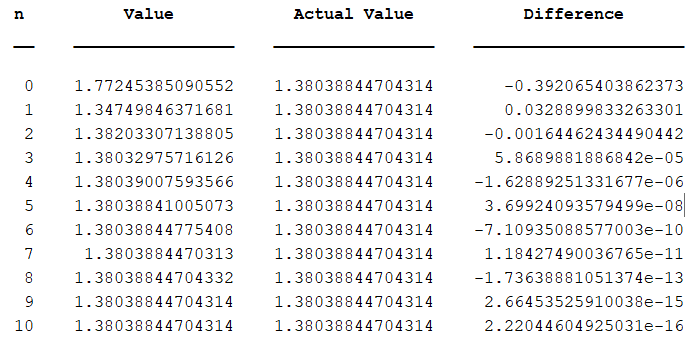 n Value Actual Value Difference
0 1.77245385090552 1.38038844704314 -0.392065403862373
1 1.34749846371681 1.38038844704314 0.0328899833263301
2 1.38203307138805 1.38038844704314 -0.00164462434490442
3 1.38032975716126 1.38038844704314 5.8689881886842e-05
4 1.38039007593566 1.38038844704314 -1.62889251331677e-06
5 1.38038841005073 1.38038844704314 3.69924093579499e-08
6 1.38038844775408 1.38038844704314 -7.10935088577003e-10
7 1.3803884470313 1.38038844704314 1.18427490036765e-11
8 1.38038844704332 1.38038844704314 -1.73638881051374e-13
9 1.38038844704314 1.38038844704314 2.66453525910038e-15
10 1.38038844704314 1.38038844704314 2.22044604925031e-16